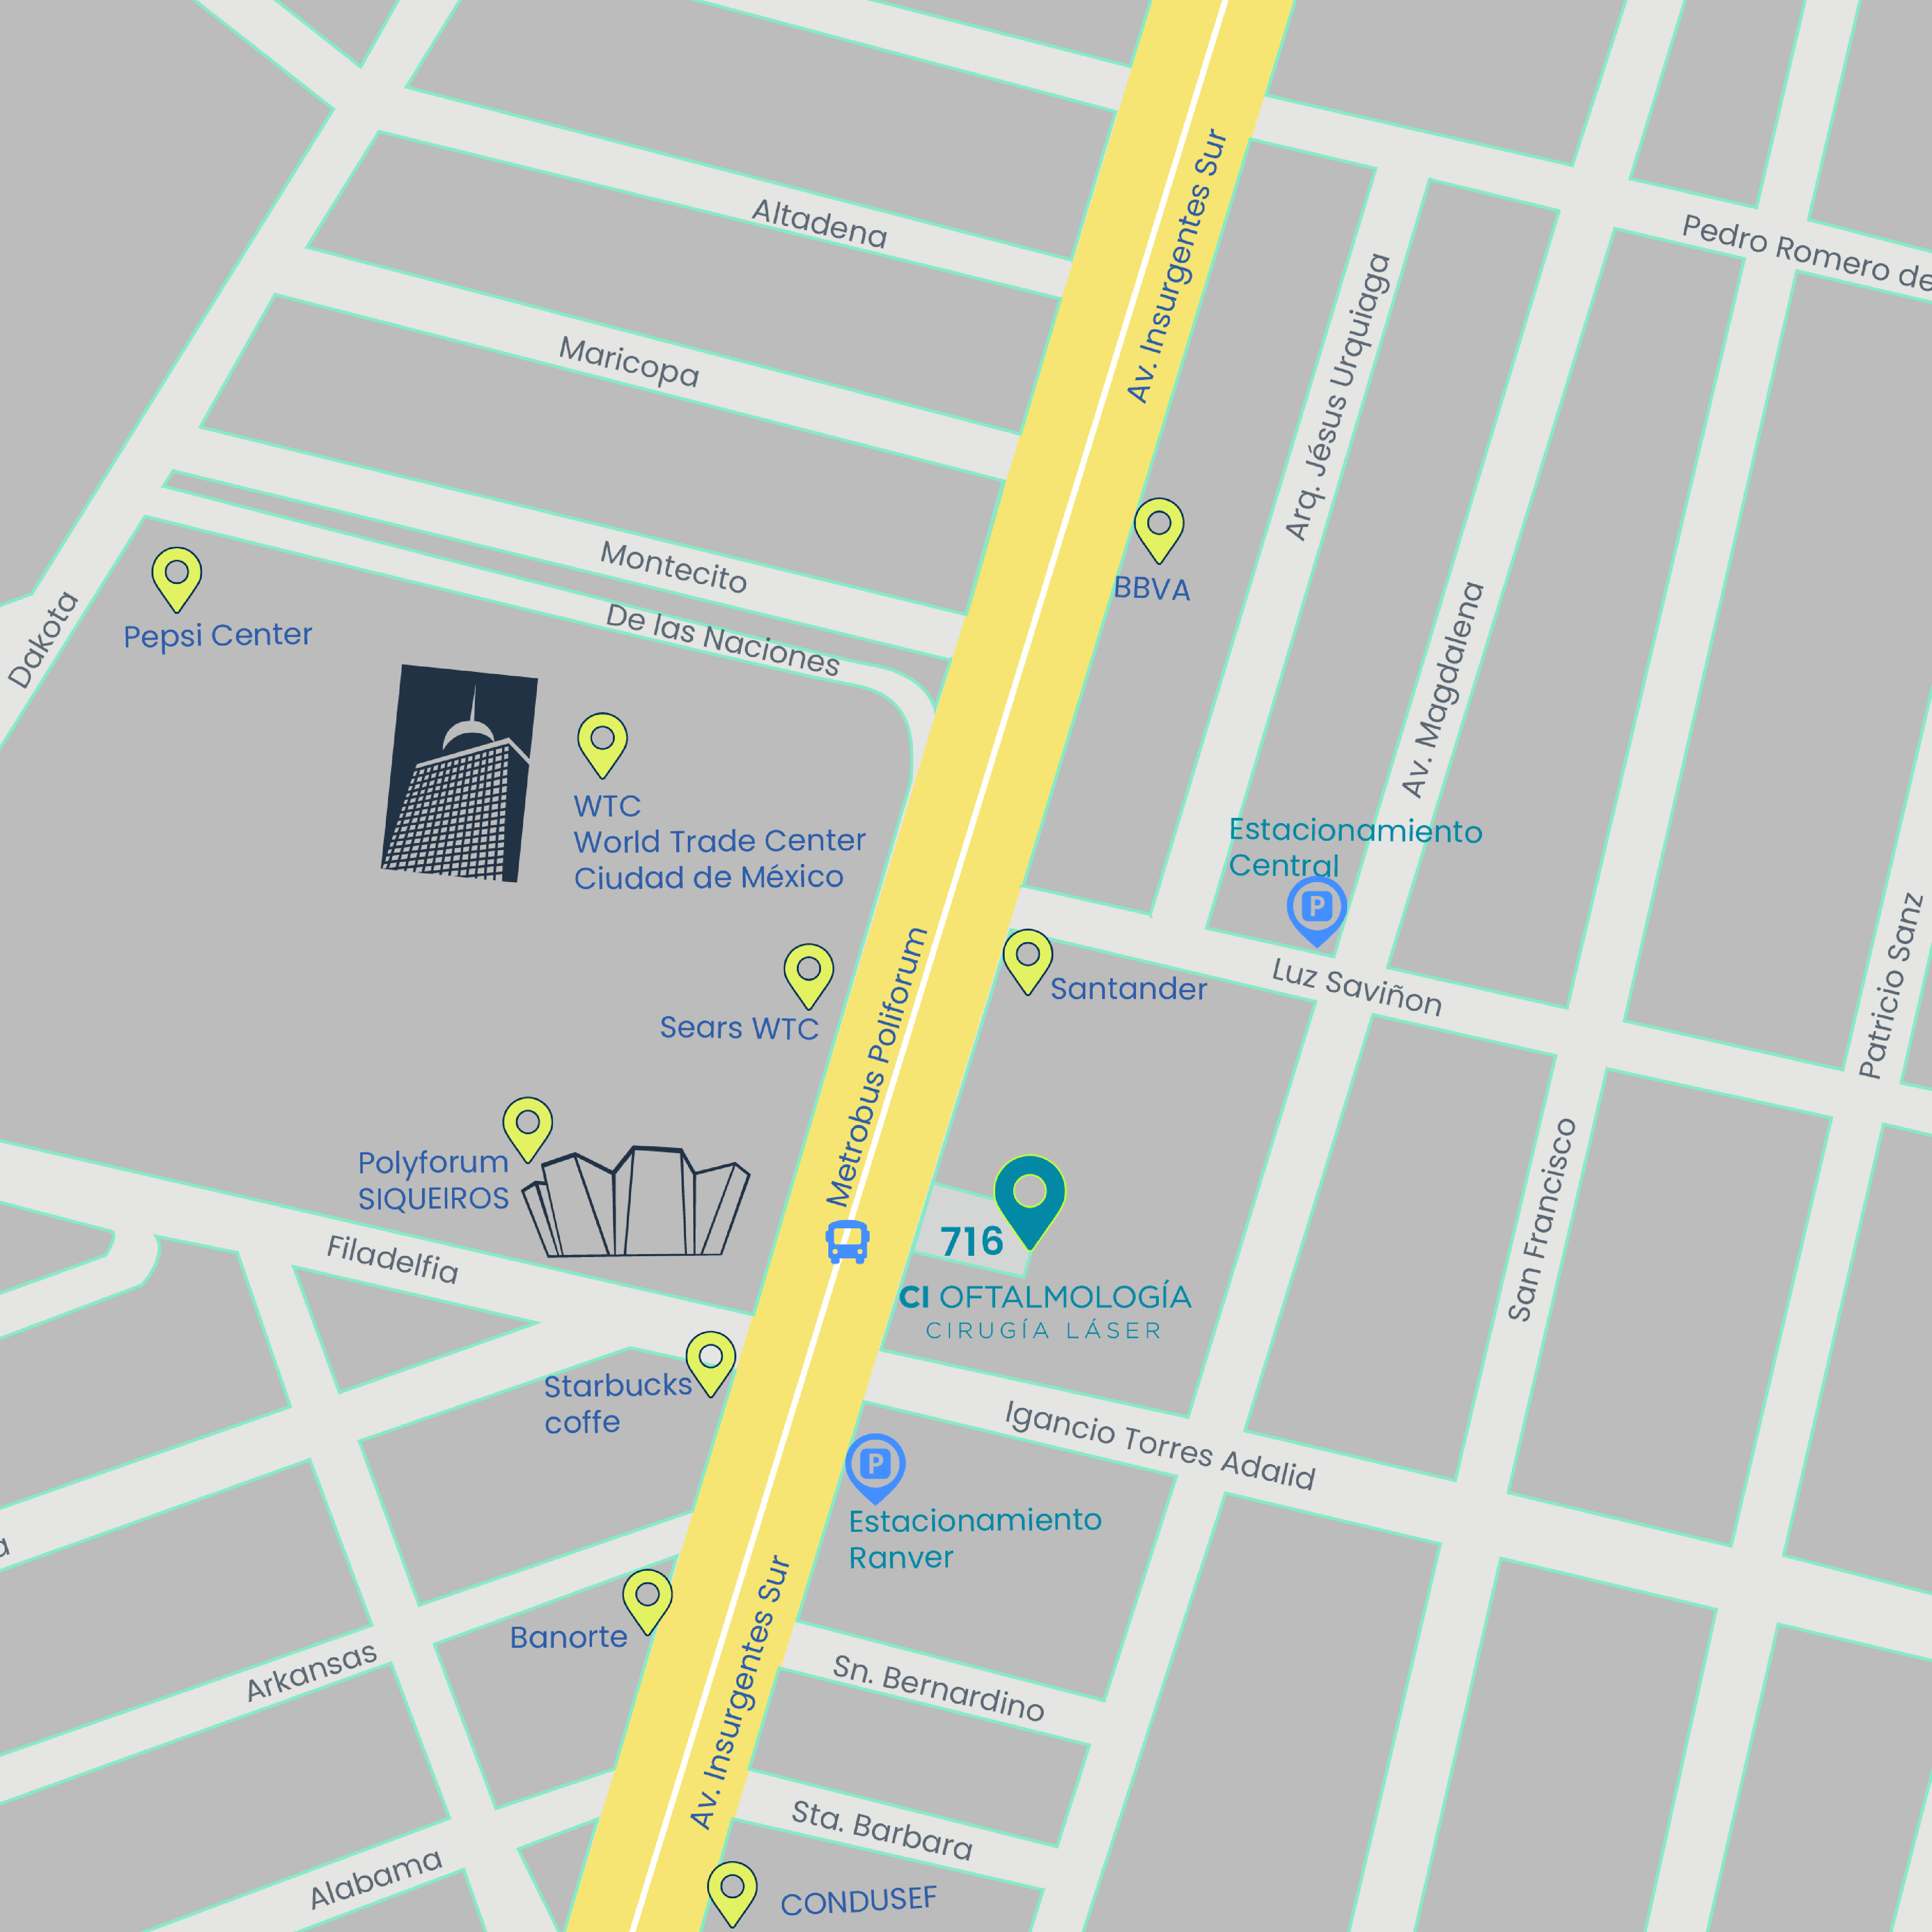 Altadena
Av. Insurgentes Sur
Pedro Romero de
Maricopa
Arq. Jésus Urquiaga
Montecito
BBVA
De las Naciones
Dakota
Pepsi Center
Av. Magdalena
WTC
World Trade Center
Ciudad de México
Estacionamiento
Central
P
Luz Saviñon
Santander
Sears WTC
Patricio Sanz
Metrobus Poliforum
Polyforum
SIQUEIROS
San Francisco
716
Filadelfia
CI OFTALMOLOGÍA
CIRUGÍA LÁSER
Starbucks
coffe
Igancio Torres Adalid
P
Estacionamiento
Ranver
Banorte
Av. Insurgentes Sur
Arkansas
Sn. Bernardino
Sta. Barbara
Alabama
CONDUSEF